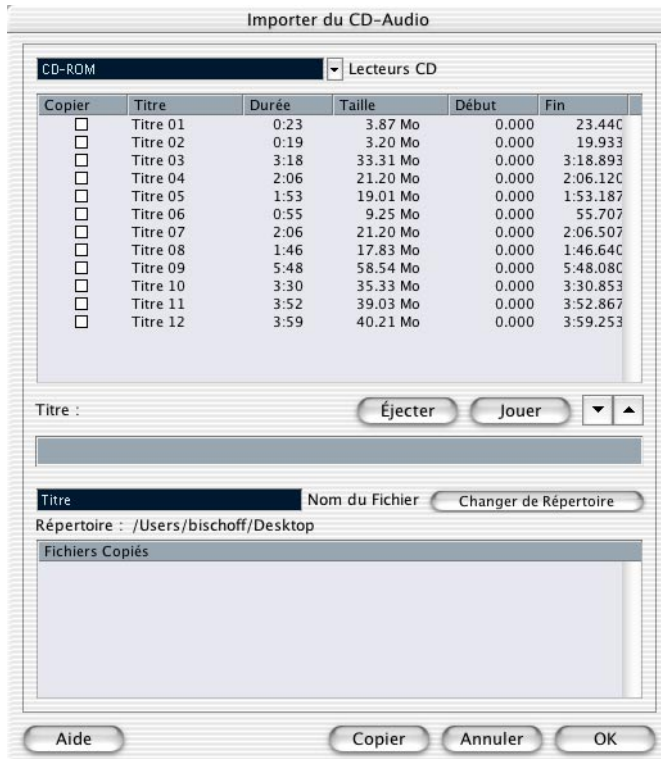 Importer du CD-Audio
CD-ROM Lecteurs CD
Copier Titre Durée Taille Début Fin
Titre 01 0:23 3.87 Mo 0.000 23.440
Titre 02 0:19 3.20 Mo 0.000 19.933
Titre 03 3:18 33.31 Mo 0.000 3:18.893
Titre 04 2:06 21.20 Mo 0.000 2:06.120
Titre 05 1:53 19.01 Mo 0.000 1:53.187
Titre 06 0:55 9.25 Mo 0.000 55.707
Titre 07 2:06 21.20 Mo 0.000 2:06.507
Titre 08 1:46 17.83 Mo 0.000 1:46.640
Titre 09 5:48 58.54 Mo 0.000 5:48.080
Titre 10 3:30 35.33 Mo 0.000 3:30.853
Titre 11 3:52 39.03 Mo 0.000 3:52.867
Titre 12 3:59 40.21 Mo 0.000 3:59.253
Titre : Éjecter Jouer
Titre Nom du Fichier Changer de Répertoire
Répertoire : /Users/bischoff/Desktop
Fichiers Copiés
Aide Copier Annuler OK